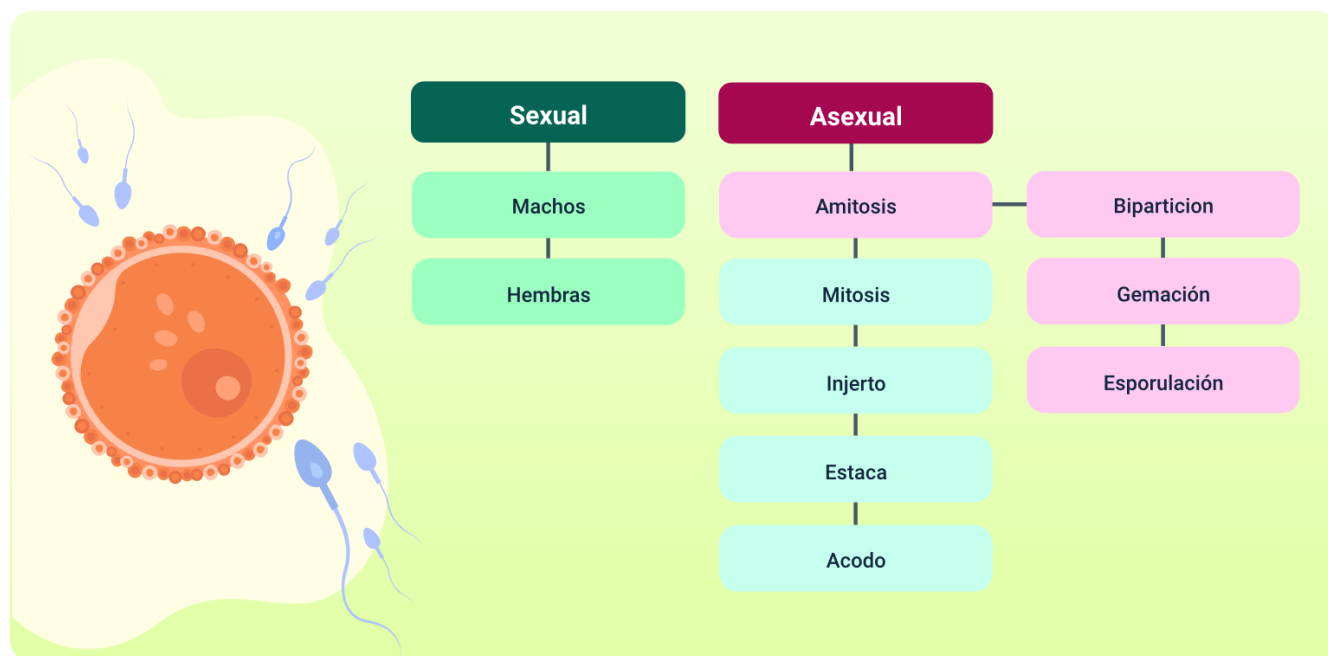 Sexual
Machos
Hembras
Asexual
Amitosis
Mitosis
Injerto
Estaca
Acodo
Biparticion
Gemación
Esporulación